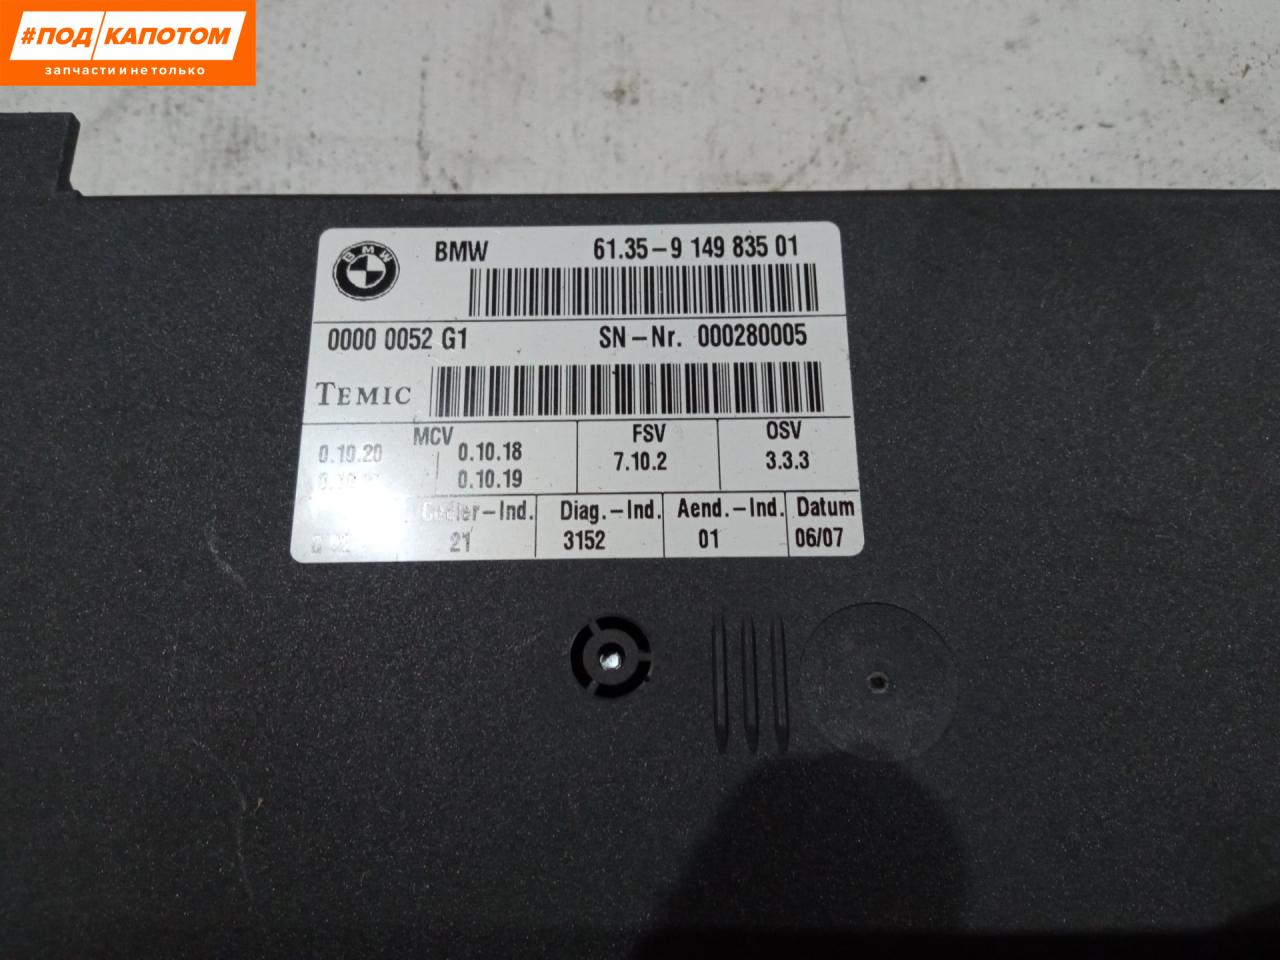 #ПОД КАПОТОМ
запчасти и не только
BMW
BMW 61.35-9 149 835 01
0000 0052 G1 SN-Nr. 000280005
TEMIC
MCV FSV OSV
0.10.20 0.10.18 7.10.2 3.3.3
0.10.19
Codier-Ind. Diag.-Ind. Aend.-Ind. Datum
21 3152 01 06/07